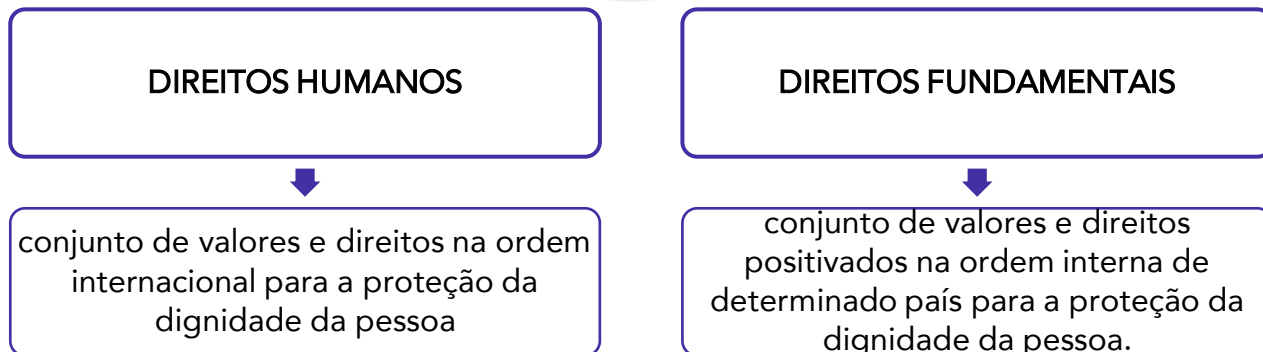 DIREITOS HUMANOS
conjunto de valores e direitos na ordem
internacional para a proteção da
dignidade da pessoa
DIREITOS FUNDAMENTAIS
conjunto de valores e direitos
positivados na ordem interna de
determinado país para a proteção da
dignidade da pessoa.